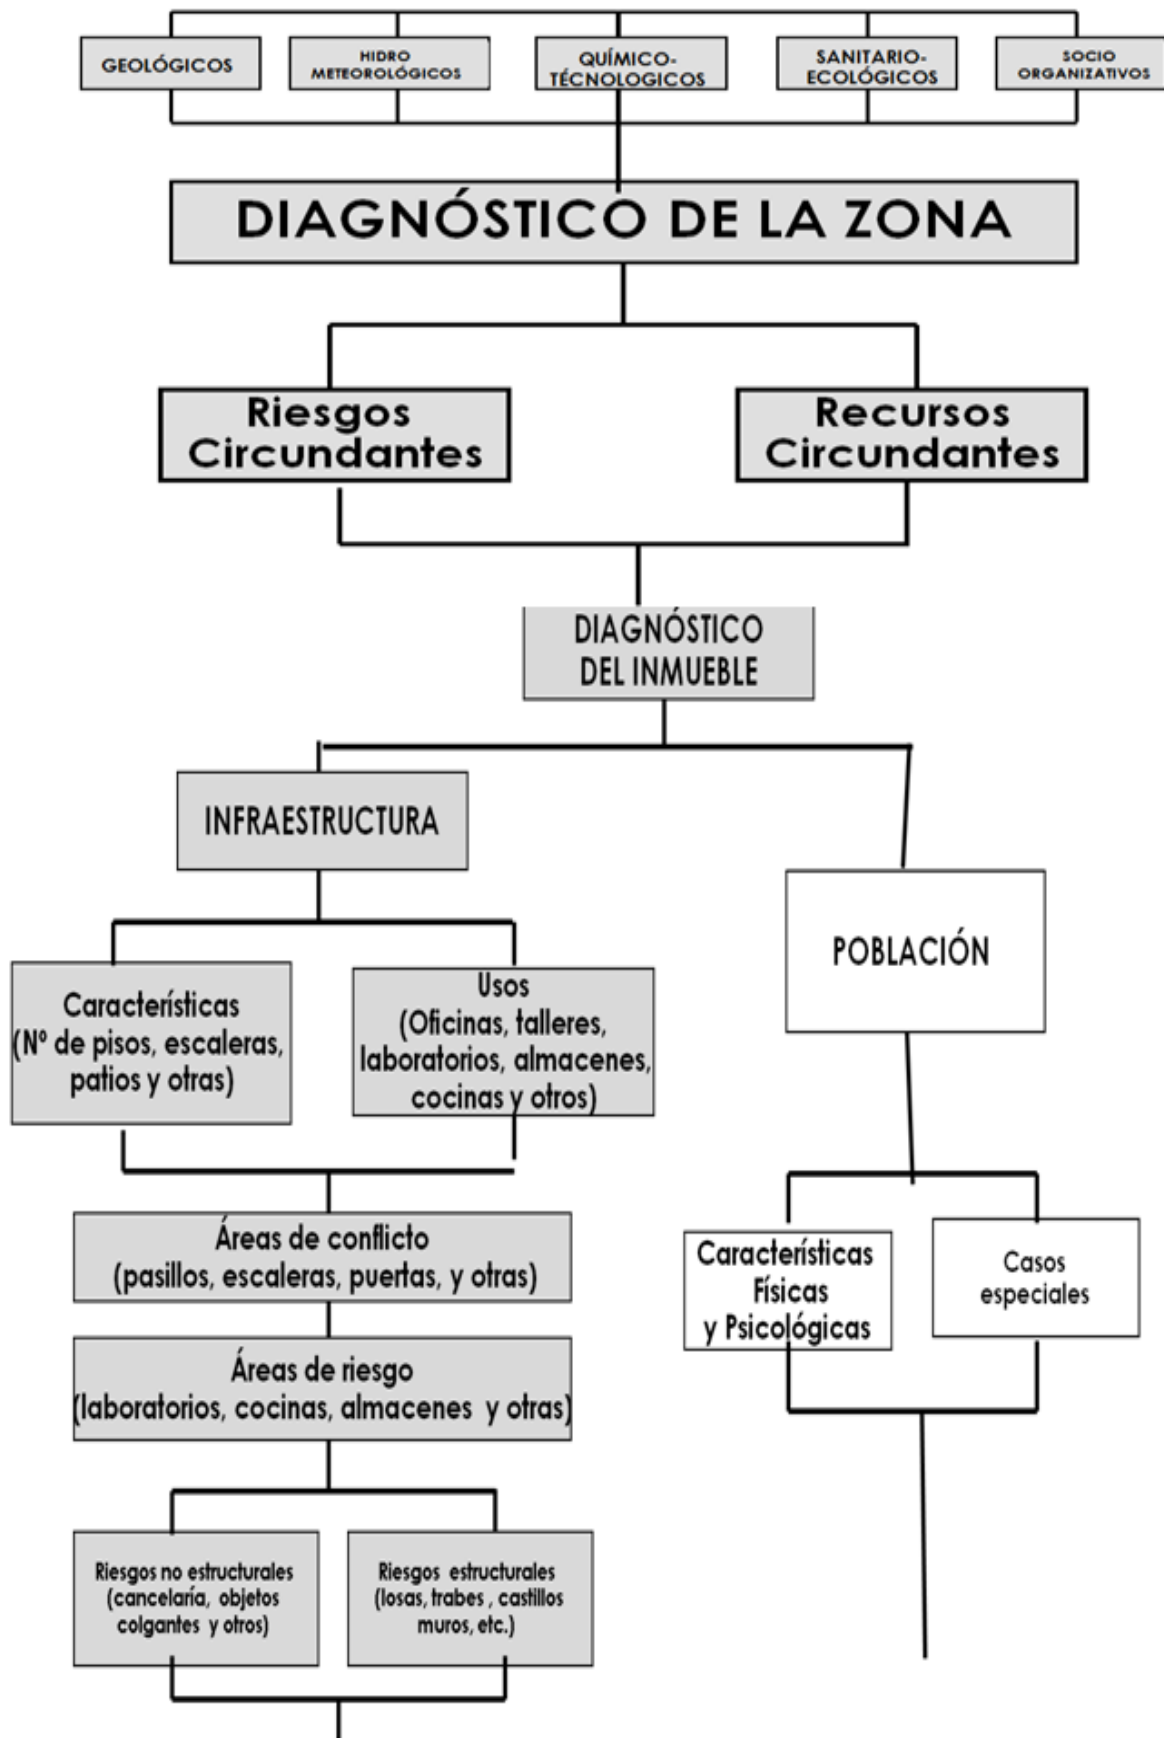 GEOLÓGICOS
HIDRO
METEOROLÓGICOS
QUÍMICO-
TÉCNOLOGICOS
SANITARIO-
ECOLÓGICOS
SOCIO
ORGANIZATIVOS
DIAGNÓSTICO DE LA ZONA
Riesgos
Circundantes
Recursos
Circundantes
DIAGNÓSTICO
DEL INMUEBLE
INFRAESTRUCTURA
POBLACIÓN
Característícas
(Nº de pisos, escaleras,
patios y otras)
Usos
(Oficinas, talleres,
laboratorios, almacenes,
cocinas y otros)
Áreas de conflicto
(pasillos, escaleras, puertas, y otras)
Áreas de riesgo
(laboratorios, cocinas, almacenes y otras)
Característícas
Físicas
y Psicológicas
Casos
especiales
Riesgos no estructurales
(cancelaría, objetos
colgantes y otros)
Riesgos estructurales
(losas, trabes , castillos
muros, etc.)